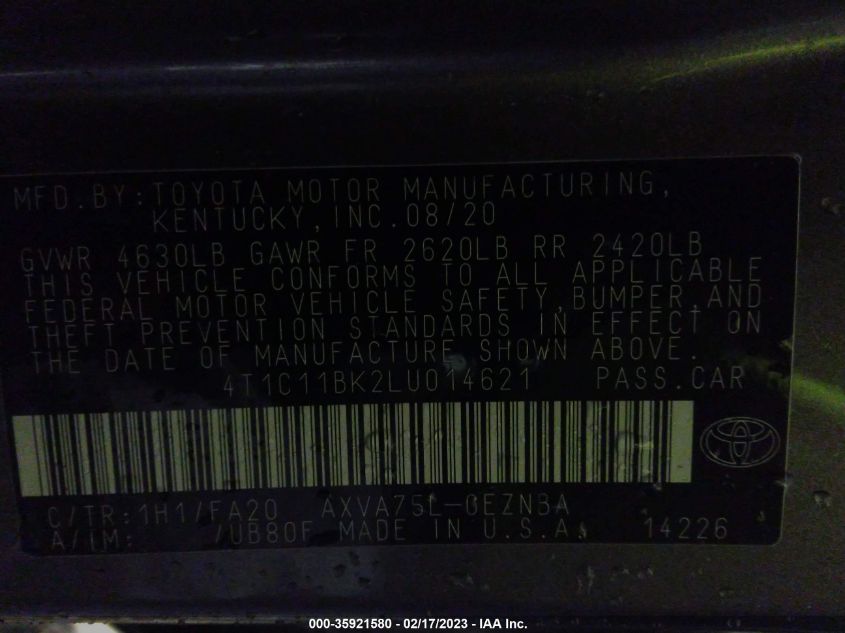 MFD.BY:TOYOTA MOTOR MANUFACTURING,
KENTUCKY,INC.08/20
GVWR 4630LB GAWR FR 2620LB RR 2420LB
THIS VEHICLE CONFORMS TO ALL APPLICABLE
FEDERAL MOTOR VEHICLE SAFETY,BUMPER,AND
THEFT PREVENTION STANDARDS IN EFFECT ON
THE DATE OF MANUFACTURE SHOWN ABOVE.
4T1C11BK2LU014621 PASS.CAR
C/TR:1H1/FA20 AXVA75L-CEZNBA
A/TM: /UB80F MADE IN U.S.A. 14226
000-35921580 - 02/17/2023 - IAA Inc.